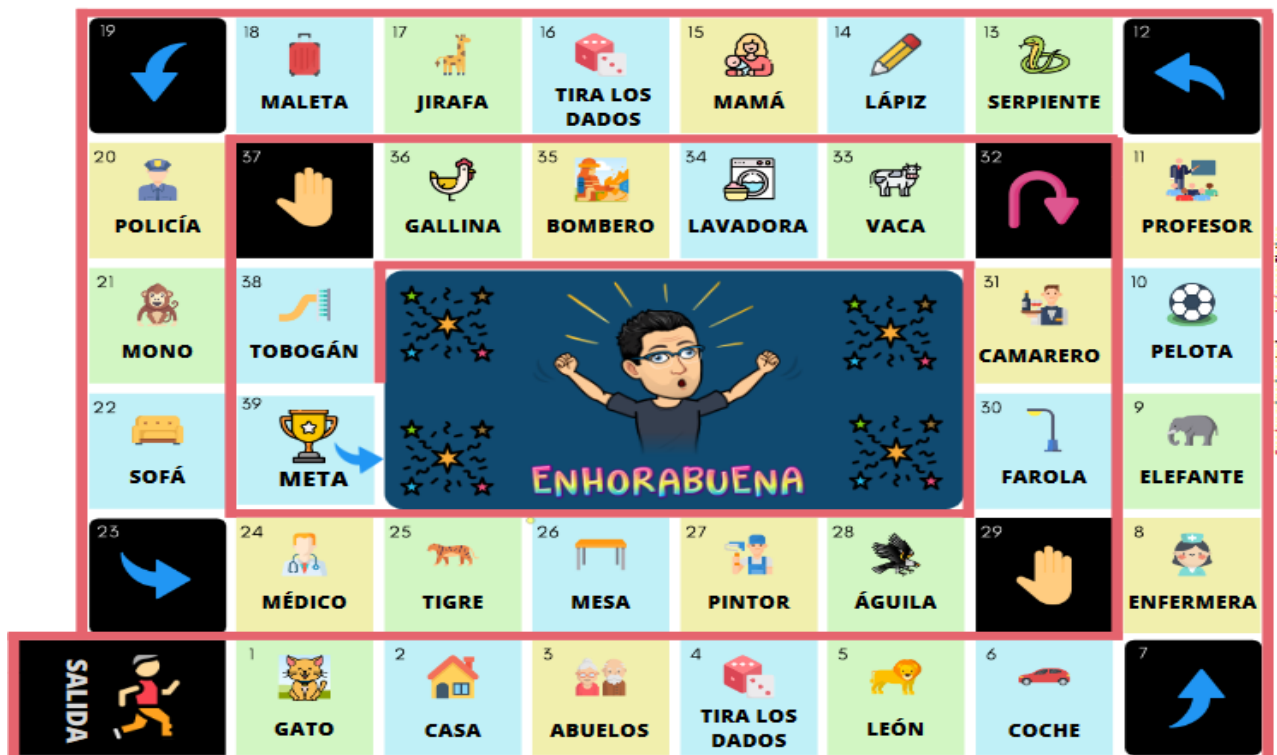 19
18
MALETA
17
JIRAFA
16
TIRA LOS
DADOS
15
MAMÁ
14
LÁPIZ
13
SERPIENTE
12
20
POLICÍA
37
36
GALLINA
35
BOMBERO
34
LAVADORA
33
VACA
32
11
PROFESOR
21
MONO
38
TOBOGÁN
31
CAMARERO
10
PELOTA
22
SOFÁ
39
META
ENHORABUENA
30
FAROLA
9
ELEFANTE
23
24
MÉDICO
25
TIGRE
26
MESA
27
PINTOR
28
ÁGUILA
29
8
ENFERMERA
SALIDA
1
GATO
2
CASA
3
ABUELOS
4
TIRA LOS
DADOS
5
LEÓN
6
COCHE
7